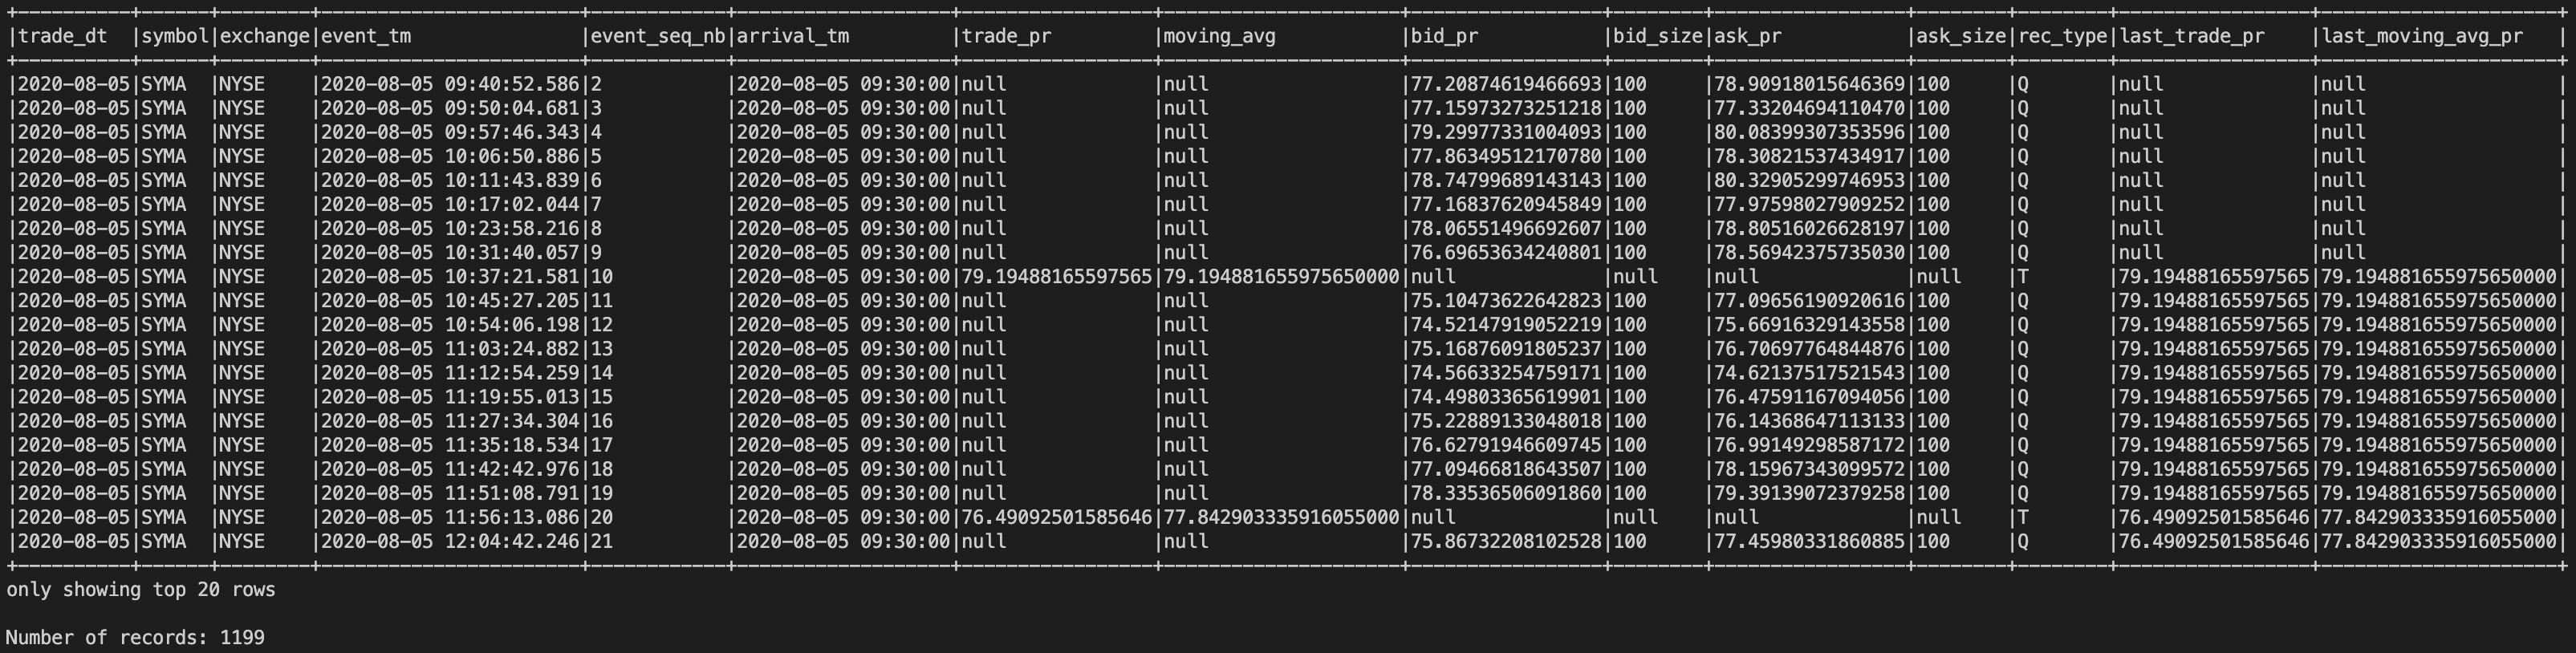 +----------+------+--------+-----------------------+------------+-------------------+-----------------+---------------------+-----------------+--------+-----------------+--------+--------+-----------------+---------------------+
|trade_dt  |symbol|exchange|event_tm               |event_seq_nb|arrival_tm         |trade_pr         |moving_avg           |bid_pr           |bid_size|ask_pr           |ask_size|rec_type|last_trade_pr    |last_moving_avg_pr   |
+----------+------+--------+-----------------------+------------+-------------------+-----------------+---------------------+-----------------+--------+-----------------+--------+--------+-----------------+---------------------+
|2020-08-05|SYMA  |NYSE    |2020-08-05 09:40:52.586|2           |2020-08-05 09:30:00|null             |null                 |77.20874619466693|100     |78.90918015646369|100     |Q       |null             |null                 |
|2020-08-05|SYMA  |NYSE    |2020-08-05 09:50:04.681|3           |2020-08-05 09:30:00|null             |null                 |77.15973273251218|100     |77.33204694110470|100     |Q       |null             |null                 |
|2020-08-05|SYMA  |NYSE    |2020-08-05 09:57:46.343|4           |2020-08-05 09:30:00|null             |null                 |79.29977331004093|100     |80.08399307353596|100     |Q       |null             |null                 |
|2020-08-05|SYMA  |NYSE    |2020-08-05 10:06:50.886|5           |2020-08-05 09:30:00|null             |null                 |77.86349512170780|100     |78.30821537434917|100     |Q       |null             |null                 |
|2020-08-05|SYMA  |NYSE    |2020-08-05 10:11:43.839|6           |2020-08-05 09:30:00|null             |null                 |78.74799689143143|100     |80.32905299746953|100     |Q       |null             |null                 |
|2020-08-05|SYMA  |NYSE    |2020-08-05 10:17:02.044|7           |2020-08-05 09:30:00|null             |null                 |77.16837620945849|100     |77.97598027909252|100     |Q       |null             |null                 |
|2020-08-05|SYMA  |NYSE    |2020-08-05 10:23:58.216|8           |2020-08-05 09:30:00|null             |null                 |78.06551496692607|100     |78.80516026628197|100     |Q       |null             |null                 |
|2020-08-05|SYMA  |NYSE    |2020-08-05 10:31:40.057|9           |2020-08-05 09:30:00|null             |null                 |76.69653634240801|100     |78.56942375735030|100     |Q       |null             |null                 |
|2020-08-05|SYMA  |NYSE    |2020-08-05 10:37:21.581|10          |2020-08-05 09:30:00|79.19488165597565|79.194881655975650000|null             |null    |null             |null    |T       |79.19488165597565|79.194881655975650000|
|2020-08-05|SYMA  |NYSE    |2020-08-05 10:45:27.205|11          |2020-08-05 09:30:00|null             |null                 |75.10473622642823|100     |77.09656190920616|100     |Q       |79.19488165597565|79.194881655975650000|
|2020-08-05|SYMA  |NYSE    |2020-08-05 10:54:06.198|12          |2020-08-05 09:30:00|null             |null                 |74.52147919052219|100     |75.66916329143558|100     |Q       |79.19488165597565|79.194881655975650000|
|2020-08-05|SYMA  |NYSE    |2020-08-05 11:03:24.882|13          |2020-08-05 09:30:00|null             |null                 |75.16876091805237|100     |76.70697764844876|100     |Q       |79.19488165597565|79.194881655975650000|
|2020-08-05|SYMA  |NYSE    |2020-08-05 11:12:54.259|14          |2020-08-05 09:30:00|null             |null                 |74.56633254759171|100     |74.62137517521543|100     |Q       |79.19488165597565|79.194881655975650000|
|2020-08-05|SYMA  |NYSE    |2020-08-05 11:19:55.013|15          |2020-08-05 09:30:00|null             |null                 |74.49803365619901|100     |76.47591167094056|100     |Q       |79.19488165597565|79.194881655975650000|
|2020-08-05|SYMA  |NYSE    |2020-08-05 11:27:34.304|16          |2020-08-05 09:30:00|null             |null                 |75.22889133048018|100     |76.14368647113133|100     |Q       |79.19488165597565|79.194881655975650000|
|2020-08-05|SYMA  |NYSE    |2020-08-05 11:35:18.534|17          |2020-08-05 09:30:00|null             |null                 |76.62791946609745|100     |76.99149298587172|100     |Q       |79.19488165597565|79.194881655975650000|
|2020-08-05|SYMA  |NYSE    |2020-08-05 11:42:42.976|18          |2020-08-05 09:30:00|null             |null                 |77.09466818643507|100     |78.15967343099572|100     |Q       |79.19488165597565|79.194881655975650000|
|2020-08-05|SYMA  |NYSE    |2020-08-05 11:51:08.791|19          |2020-08-05 09:30:00|null             |null                 |78.33536506091860|100     |79.39139072379258|100     |Q       |79.19488165597565|79.194881655975650000|
|2020-08-05|SYMA  |NYSE    |2020-08-05 11:56:13.086|20          |2020-08-05 09:30:00|76.49092501585646|77.842903335916055000|null             |null    |null             |null    |T       |76.49092501585646|77.842903335916055000|
|2020-08-05|SYMA  |NYSE    |2020-08-05 12:04:42.246|21          |2020-08-05 09:30:00|null             |null                 |75.86732208102528|100     |77.45980331860885|100     |Q       |76.49092501585646|77.842903335916055000|
+----------+------+--------+-----------------------+------------+-------------------+-----------------+---------------------+-----------------+--------+-----------------+--------+--------+-----------------+---------------------+
only showing top 20 rows
Number of records: 1199